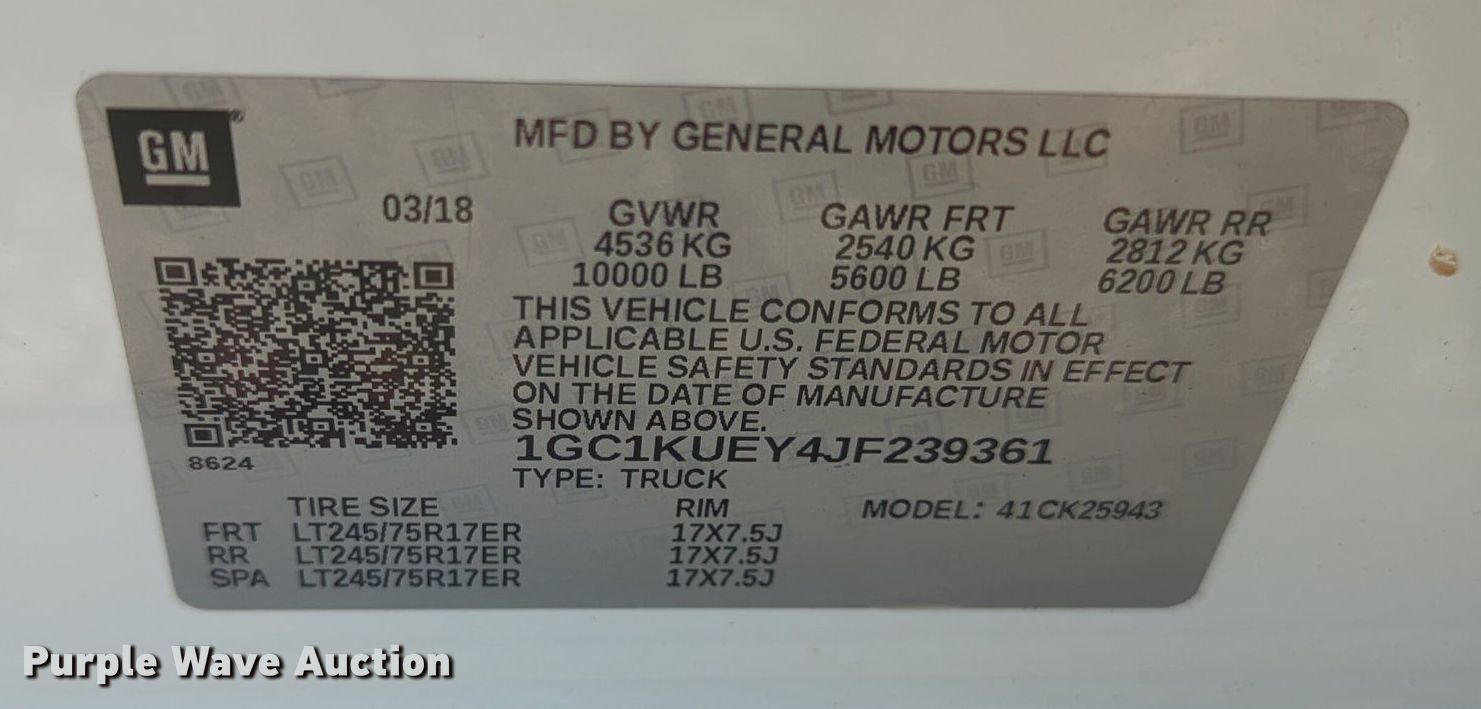 GM
MFD BY GENERAL MOTORS LLC
03/18
GVWR GAWR FRT GAWR RR
4536 KG 2540 KG 2812 KG
10000 LB 5600 LB 6200 LB
THIS VEHICLE CONFORMS TO ALL
APPLICABLE U.S. FEDERAL MOTOR
VEHICLE SAFETY STANDARDS IN EFFECT
ON THE DATE OF MANUFACTURE
SHOWN ABOVE.
1GC1KUEY4JF239361
8624
TYPE: TRUCK
TIRE SIZE RIM MODEL: 41CK25943
FRT LT245/75R17ER 17X7.5J
RR LT245/75R17ER 17X7.5J
SPA LT245/75R17ER 17X7.5J
Purple Wave Auction